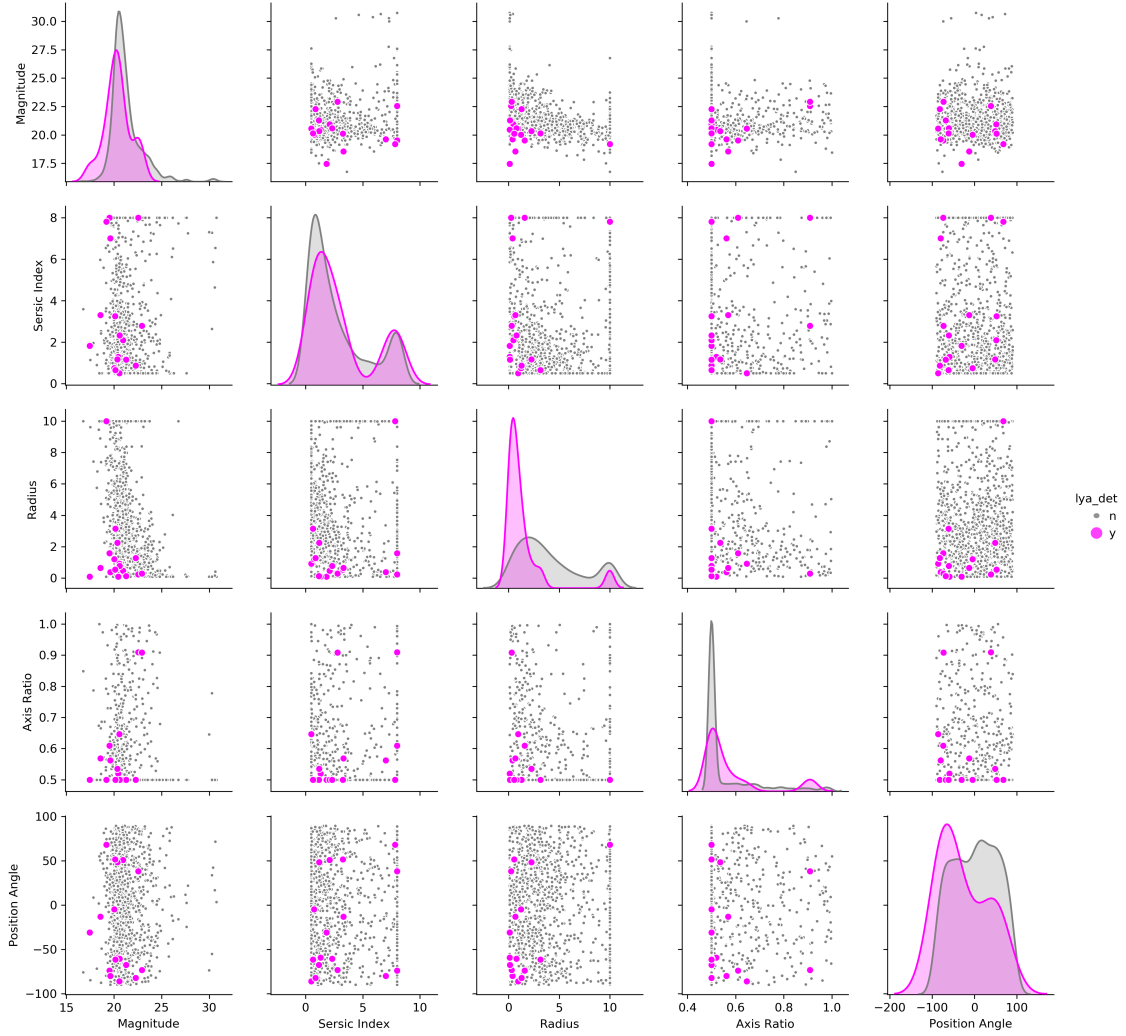 30.0
27.5
25.0
22.5
20.0
17.5
Magnitude
15 20 25 30
0 5 10
0 5 10
0.4 0.6 0.8 1.0
−200 −100 0 100
8
6
4
2
0
Sersic Index
10
8
6
4
2
0
Radius
lya_det
n
y
1.0
0.9
0.8
0.7
0.6
0.5
Axis Ratio
100
50
0
−50
−100
Position Angle
Magnitude Sersic Index Radius Axis Ratio Position Angle